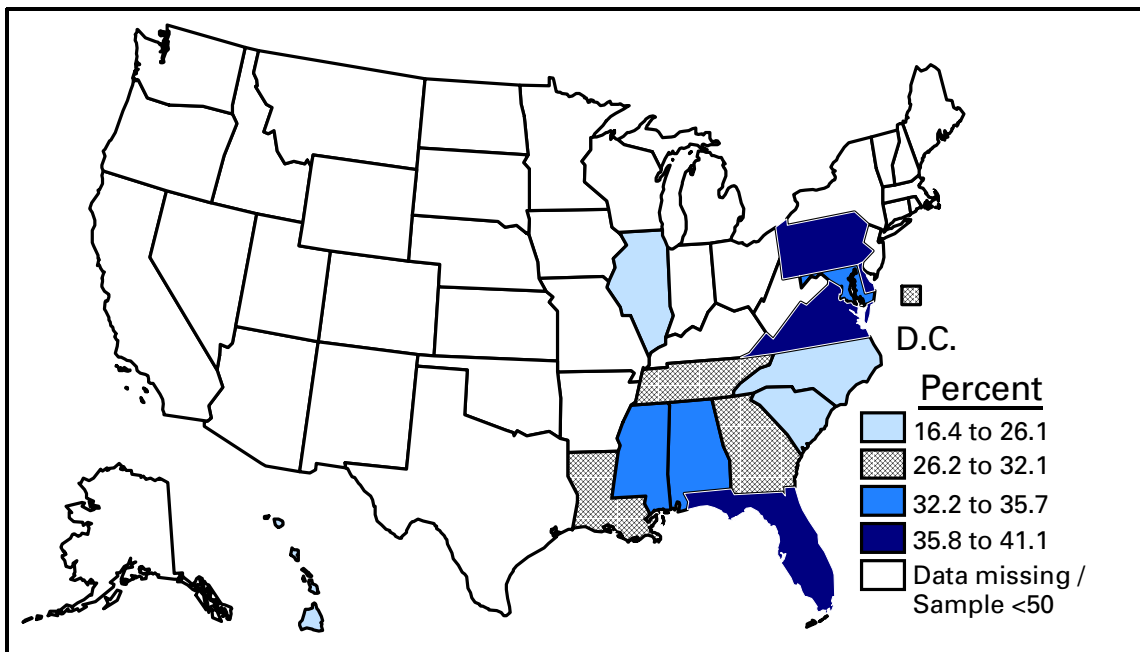 D.C.
Percent
16.4 to 26.1
26.2 to 32.1
32.2 to 35.7
35.8 to 41.1
Data missing /
Sample <50